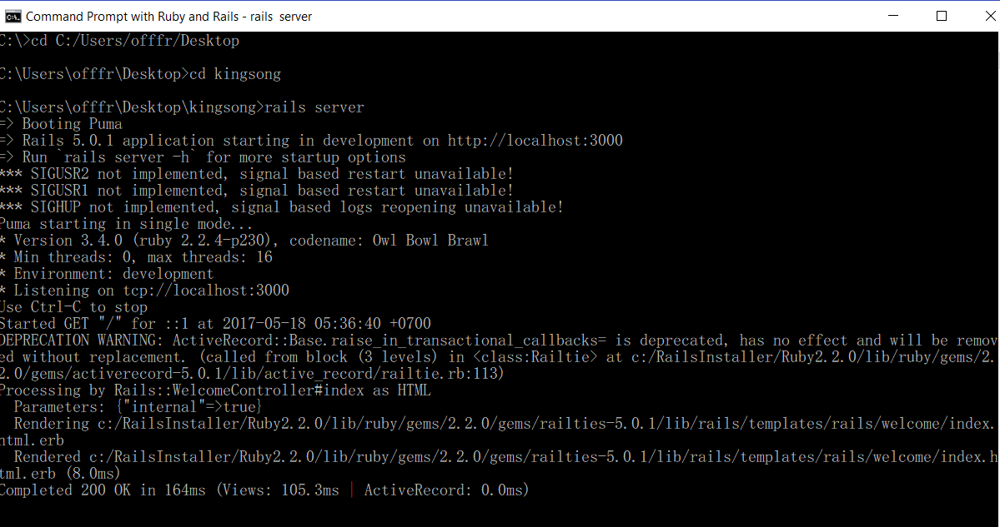 Command Prompt with Ruby and Rails - rails  server
C:\>cd C:/Users/offfr/Desktop
C:\Users\offfr\Desktop>cd kingsong
C:\Users\offfr\Desktop\kingsong>rails server
=> Booting Puma
=> Rails 5.0.1 application starting in development on http://localhost:3000
=> Run `rails server -h` for more startup options
*** SIGUSR2 not implemented, signal based restart unavailable!
*** SIGUSR1 not implemented, signal based restart unavailable!
*** SIGHUP not implemented, signal based logs reopening unavailable!
Puma starting in single mode...
* Version 3.4.0 (ruby 2.2.4-p230), codename: Owl Bowl Brawl
* Min threads: 0, max threads: 16
* Environment: development
* Listening on tcp://localhost:3000
Use Ctrl-C to stop
Started GET "/" for ::1 at 2017-05-18 05:36:40 +0700
DEPRECATION WARNING: ActiveRecord::Base.raise_in_transactional_callbacks= is deprecated, has no effect and will be remov
ed without replacement. (called from block (3 levels) in <class:Railtie> at c:/RailsInstaller/Ruby2.2.0/lib/ruby/gems/2.
2.0/gems/activerecord-5.0.1/lib/active_record/railtie.rb:113)
Processing by Rails::WelcomeController#index as HTML
  Parameters: {"internal"=>true}
  Rendering c:/RailsInstaller/Ruby2.2.0/lib/ruby/gems/2.2.0/gems/railties-5.0.1/lib/rails/templates/rails/welcome/index.
html.erb
  Rendered c:/RailsInstaller/Ruby2.2.0/lib/ruby/gems/2.2.0/gems/railties-5.0.1/lib/rails/templates/rails/welcome/index.h
tml.erb (8.0ms)
Completed 200 OK in 164ms (Views: 105.3ms | ActiveRecord: 0.0ms)